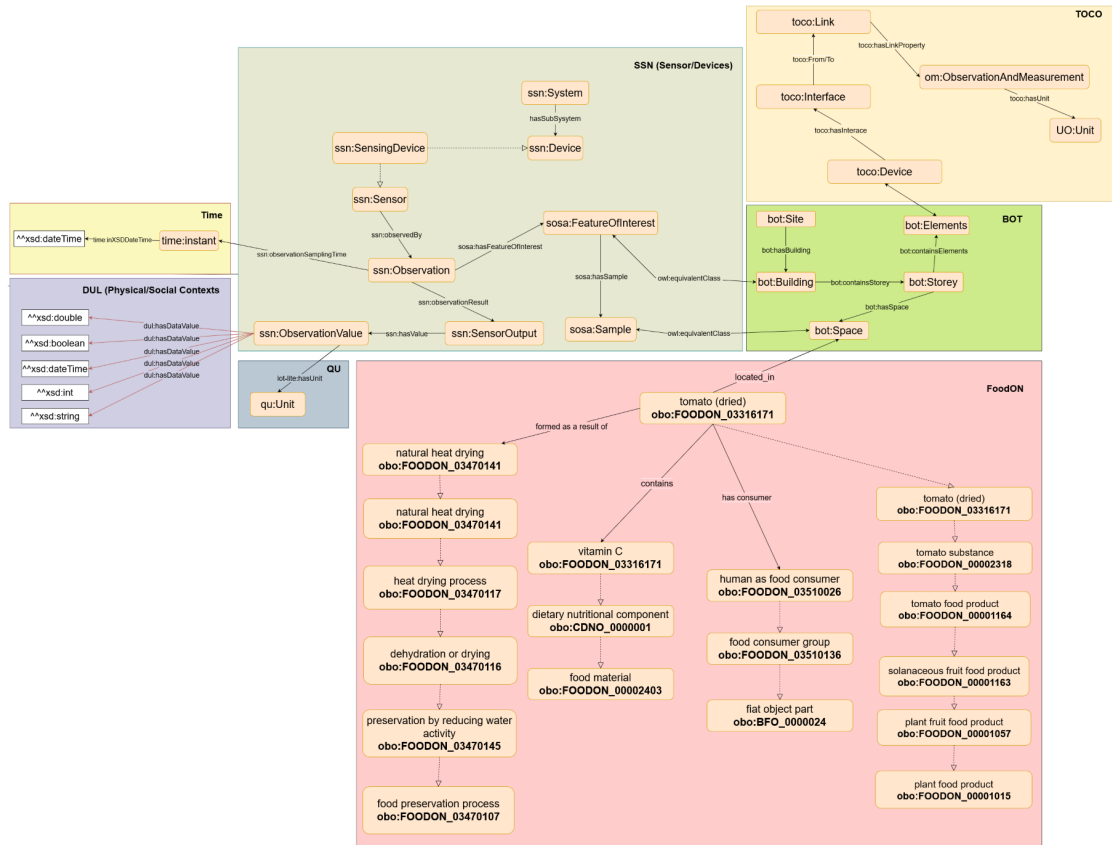 TOCO
toco:Link
toco:hasLinkProperty
toco:From/To
om:ObservationAndMeasurement
toco:hasUnit
toco:Interface
UO:Unit
toco:hasInterace
toco:Device
SSN (Sensor/Devices)
ssn:System
hasSubSysytem
ssn:SensingDevice
ssn:Device
ssn:Sensor
ssn:observedBy
sosa:FeatureOfInterest
sosa:hasFeatureOfInterest
ssn:Observation
ssn:observationSamplingTime
sosa:hasSample
owl:equivalentClass
ssn:observationResult
ssn:ObservationValue
ssn:hasValue
ssn:SensorOutput
sosa:Sample
owl:equivalentClass
BOT
bot:Site
bot:hasBuilding
bot:Elements
bot:containsElements
bot:Building
bot:containsStorey
bot:Storey
bot:hasSpace
bot:Space
Time
^^xsd:dateTime
time:inXSDDateTime
time:instant
DUL (Physical/Social Contexts
^^xsd:double
^^xsd:boolean
^^xsd:dateTime
^^xsd:int
^^xsd:string
dul:hasDataValue
dul:hasDataValue
dul:hasDataValue
dul:hasDataValue
dul:hasDataValue
QU
iot-lite:hasUnit
qu:Unit
FoodON
located_in
tomato (dried)
obo:FOODON_03316171
formed as a result of
contains
has consumer
natural heat drying
obo:FOODON_03470141
natural heat drying
obo:FOODON_03470141
heat drying process
obo:FOODON_03470117
dehydration or drying
obo:FOODON_03470116
preservation by reducing water
activity
obo:FOODON_03470145
food preservation process
obo:FOODON_03470107
vitamin C
obo:FOODON_03316171
dietary nutritional component
obo:CDNO_0000001
food material
obo:FOODON_00002403
human as food consumer
obo:FOODON_03510026
food consumer group
obo:FOODON_03510136
fiat object part
obo:BFO_0000024
tomato (dried)
obo:FOODON_03316171
tomato substance
obo:FOODON_00002318
tomato food product
obo:FOODON_00001164
solanaceous fruit food product
obo:FOODON_00001163
plant fruit food product
obo:FOODON_00001057
plant food product
obo:FOODON_00001015